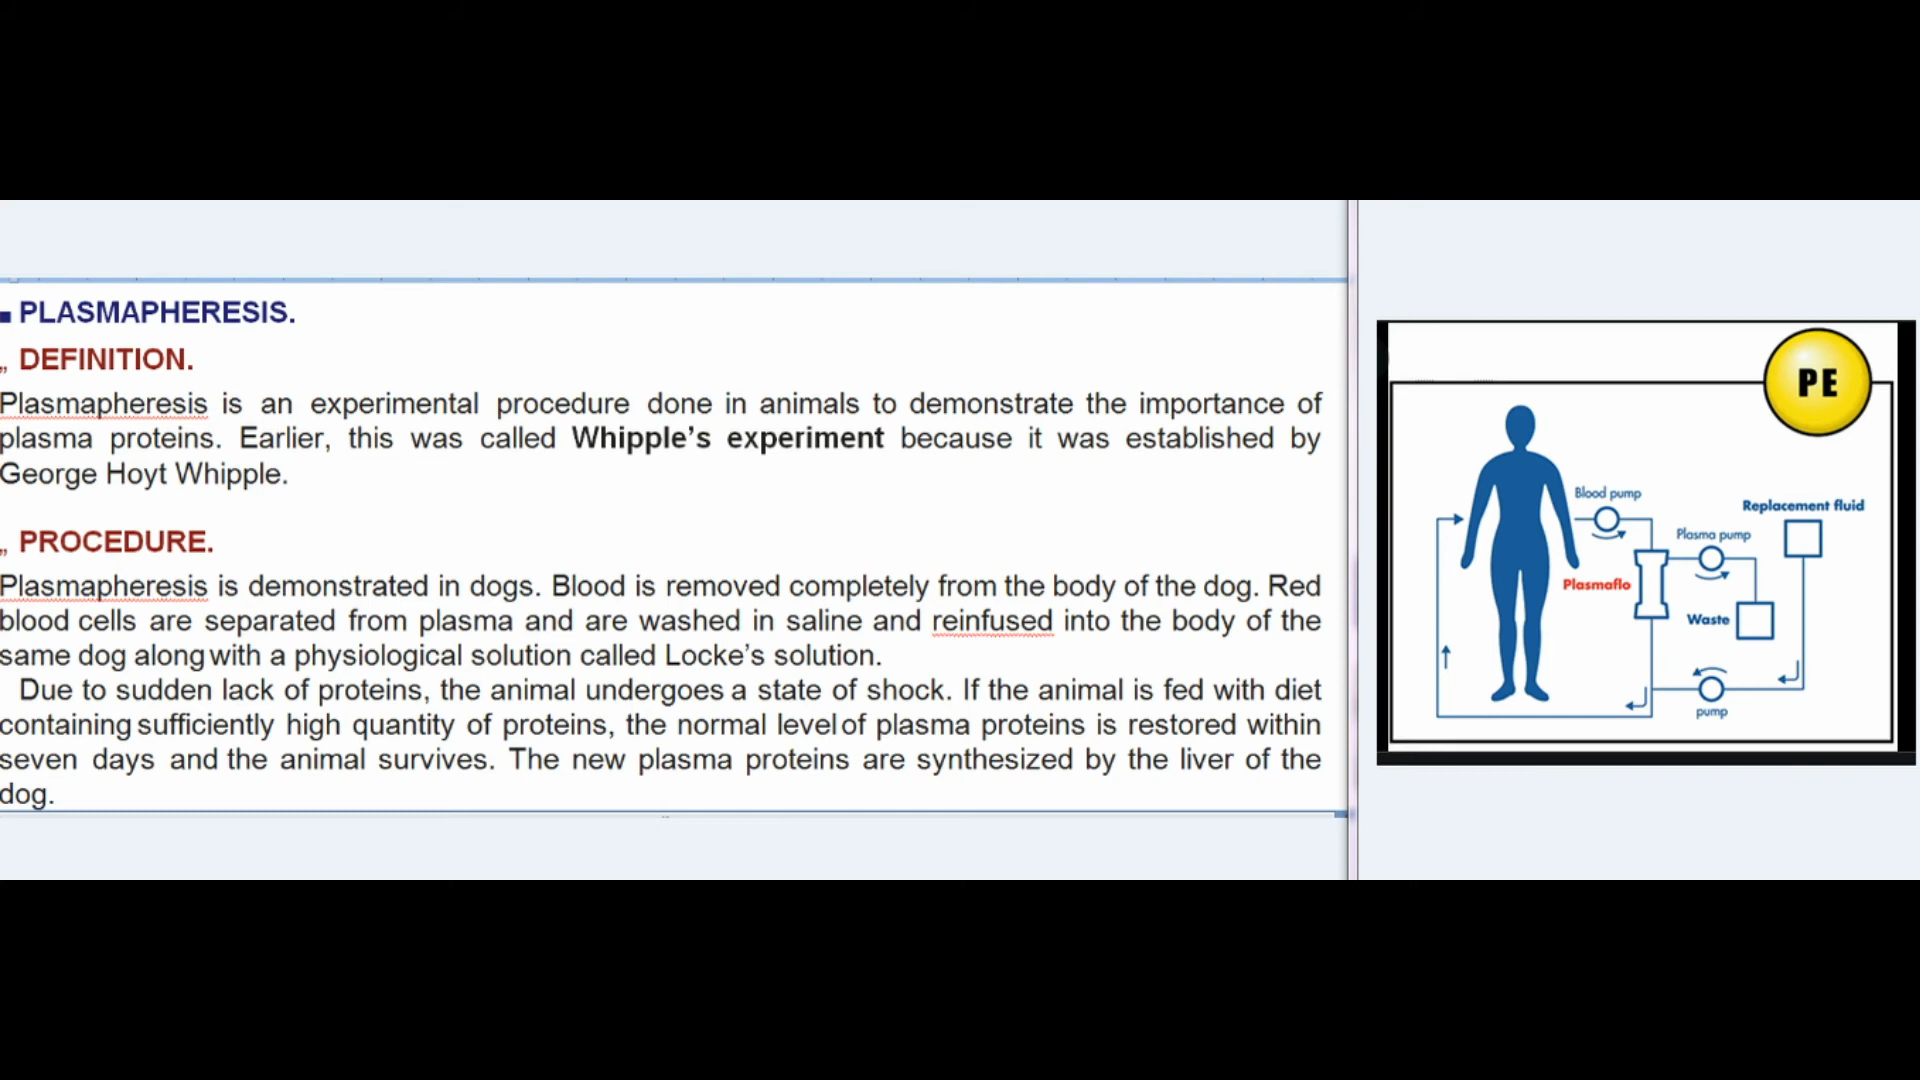 PLASMAPHERESIS.
„ DEFINITION.
Plasmapheresis is an experimental procedure done in animals to demonstrate the importance of
plasma proteins. Earlier, this was called Whipple’s experiment because it was established by
George Hoyt Whipple.
„ PROCEDURE.
Plasmapheresis is demonstrated in dogs. Blood is removed completely from the body of the dog. Red
blood cells are separated from plasma and are washed in saline and reinfused into the body of the
same dog along with a physiological solution called Locke’s solution.
Due to sudden lack of proteins, the animal undergoes a state of shock. If the animal is fed with diet
containing sufficiently high quantity of proteins, the normal level of plasma proteins is restored within
seven days and the animal survives. The new plasma proteins are synthesized by the liver of the
dog.
PE
Blood pump
Replacement fluid
Plasma pump
Plasmaflo
Waste
pump